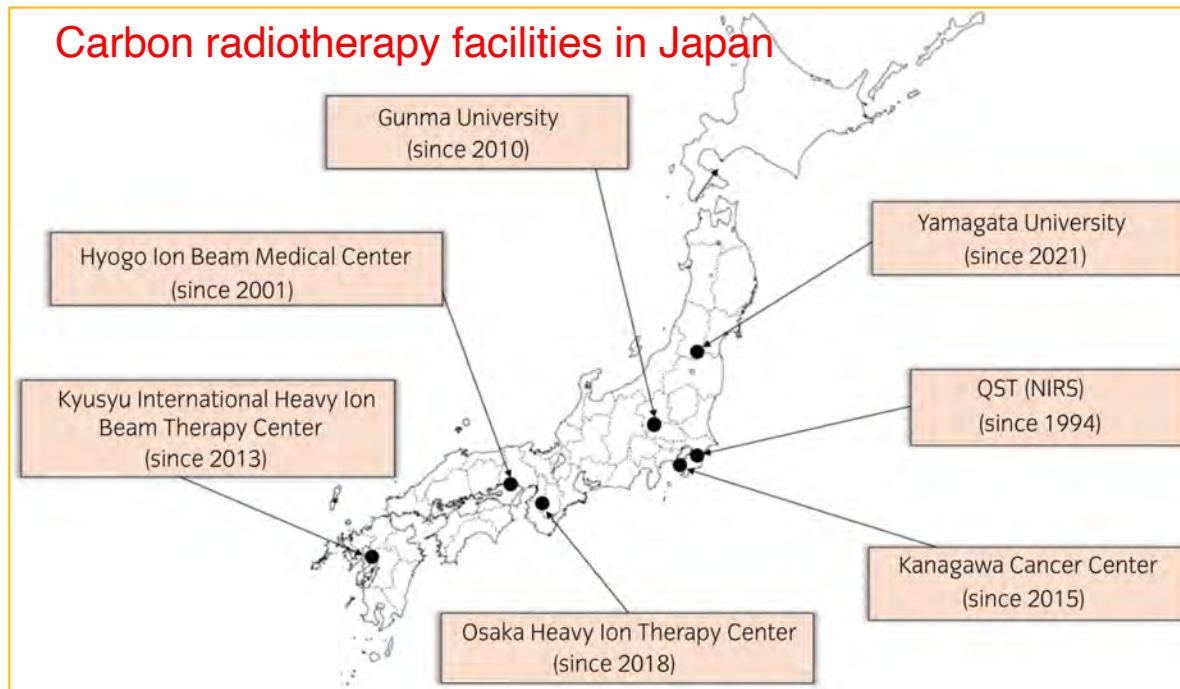 Carbon radiotherapy facilities in Japan
Gunma University
(since 2010)
Yamagata University
(since 2021)
Hyogo Ion Beam Medical Center
(since 2001)
QST (NIRS)
(since 1994)
Kyusyu International Heavy Ion
Beam Therapy Center
(since 2013)
Kanagawa Cancer Center
(since 2015)
Osaka Heavy Ion Therapy Center
(since 2018)